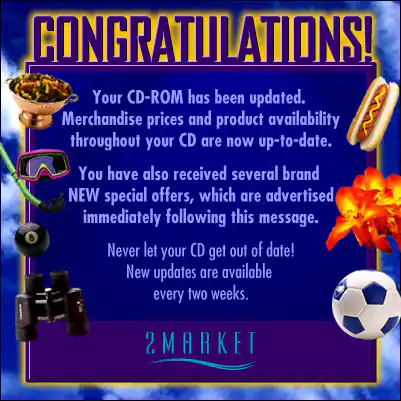 CONGRATULATIONS!
Your CD-ROM has been updated.
Merchandise prices and product availability
throughout your CD are now up-to-date.
You have also received several brand
NEW special offers, which are advertised
immediately following this message.
Never let your CD get out of date!
New updates are available
every two weeks.
2MARKET
8